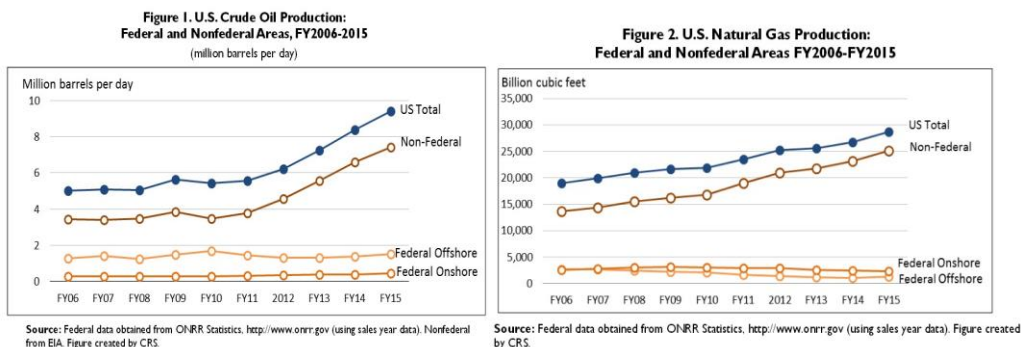 Figure 1. U.S. Crude Oil Production:
Federal and Nonfederal Areas, FY2006-2015
(million barrels per day)
Million barrels per day
10
8
6
4
2
0
US Total
Non-Federal
Federal Offshore
Federal Onshore
FY06 FY07 FY08 FY09 FY10 FY11 2012 FY13 FY14 FY15
Source: Federal data obtained from ONRR Statistics, http://www.onrr.gov (using sales year data). Nonfederal
from EIA. Figure created by CRS.
Figure 2. U.S. Natural Gas Production:
Federal and Nonfederal Areas FY2006-FY2015
Billion cubic feet
35,000
30,000
25,000
20,000
15,000
10,000
5,000
0
US Total
Non-Federal
Federal Onshore
Federal Offshore
FY06 FY07 FY08 FY09 FY10 FY11 2012 FY13 FY14 FY15
Source: Federal data obtained from ONRR Statistics, http://www.onrr.gov (using sales year data). Figure created
by CRS.